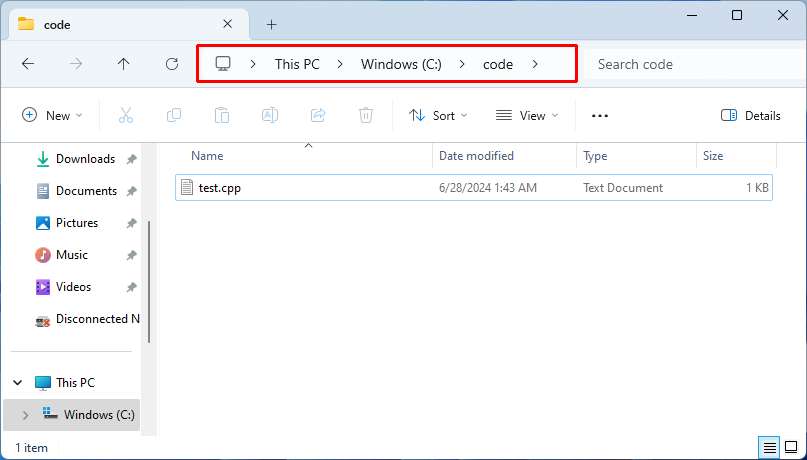 code
This PC Windows (C:) code
Search code
New
Sort
View
Details
Downloads
Documents
Pictures
Music
Videos
Disconnected N
This PC
Windows (C:)
Name Date modified Type Size
test.cpp 6/28/2024 1:43 AM Text Document 1 KB
1 item